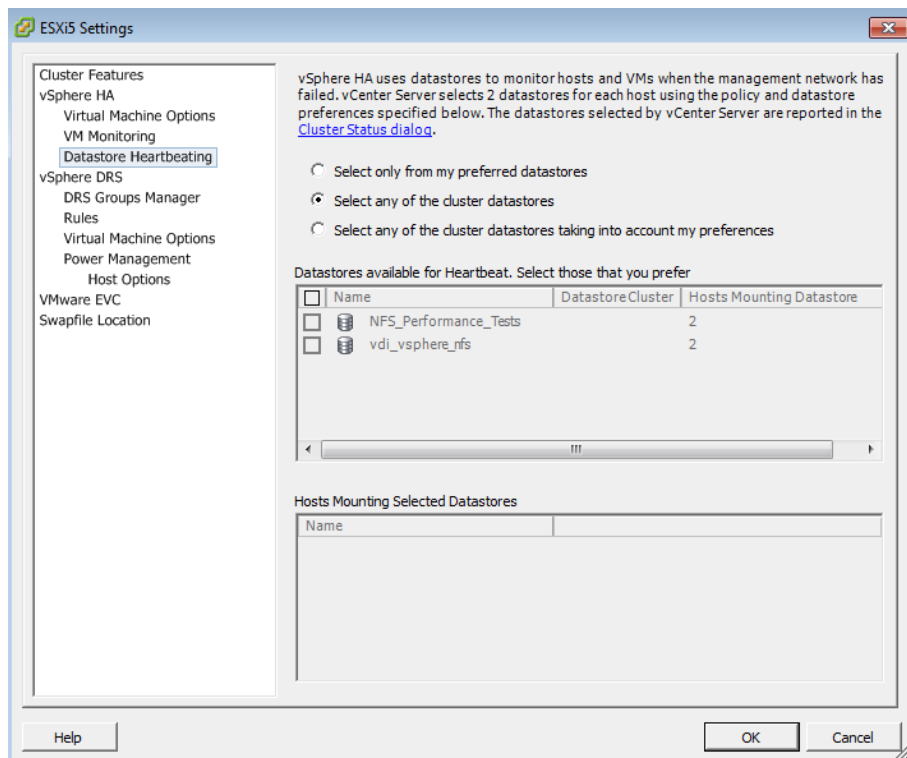 ESXi5 Settings
Cluster Features
vSphere HA
Virtual Machine Options
VM Monitoring
Datastore Heartbeating
vSphere DRS
DRS Groups Manager
Rules
Virtual Machine Options
Power Management
Host Options
VMware EVC
Swapfile Location
vSphere HA uses datastores to monitor hosts and VMs when the management network has
failed. vCenter Server selects 2 datastores for each host using the policy and datastore
preferences specified below. The datastores selected by vCenter Server are reported in the
Cluster Status dialog.
Select only from my preferred datastores
Select any of the cluster datastores
Select any of the cluster datastores taking into account my preferences
Datastores available for Heartbeat. Select those that you prefer
Name Datastore Cluster Hosts Mounting Datastore
NFS_Performance_Tests 2
vdi_vsphere_nfs 2
Hosts Mounting Selected Datastores
Name
Help OK Cancel